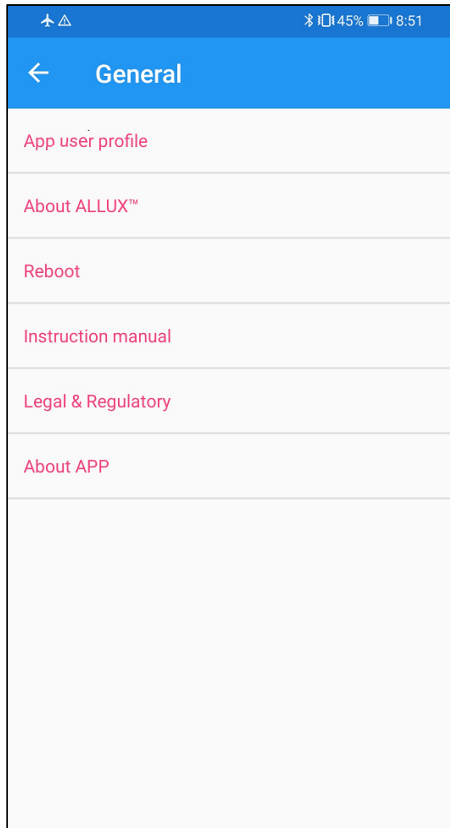 45% 8:51
General
App user profile
About ALLUX™
Reboot
Instruction manual
Legal & Regulatory
About APP